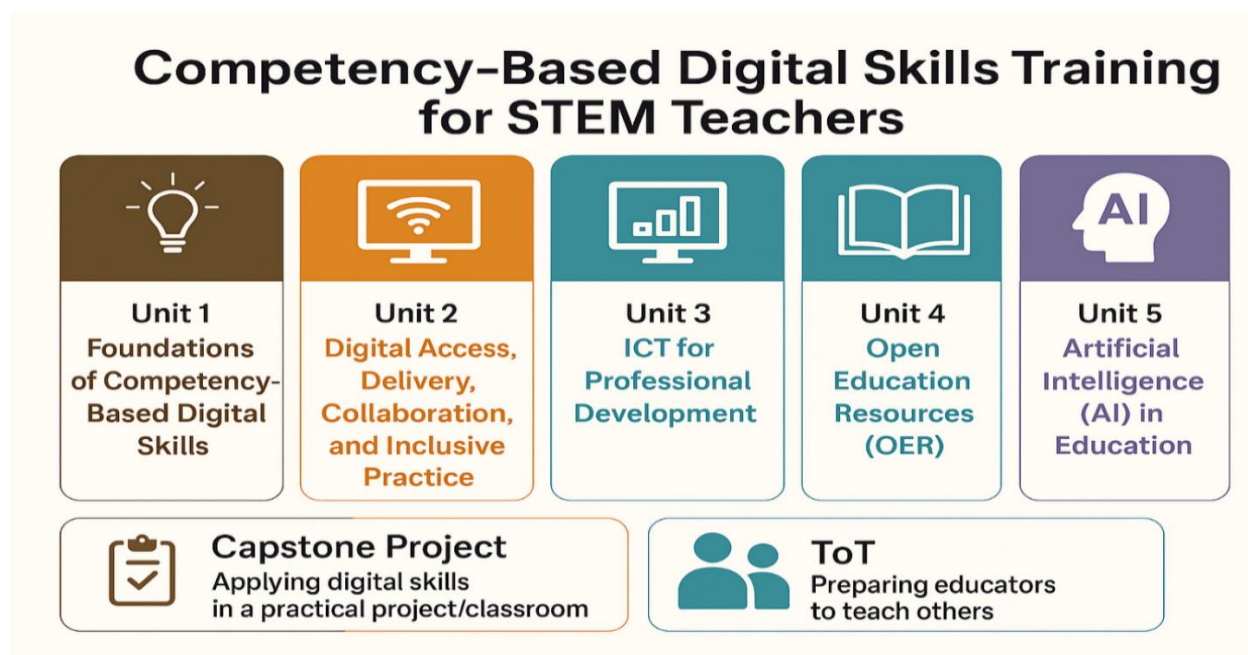 Competency-Based Digital Skills Training
for STEM Teachers
Unit 1
Foundations
of Competency-
Based Digital
Skills
Unit 2
Digital Access,
Delivery,
Collaboration,
and Inclusive
Practice
Unit 3
ICT for
Professional
Development
Unit 4
Open
Education
Resources
(OER)
AI
Unit 5
Artificial
Intelligence
(AI) in
Education
Capstone Project
Applying digital skills
in a practical project/classroom
ToT
Preparing educators
to teach others